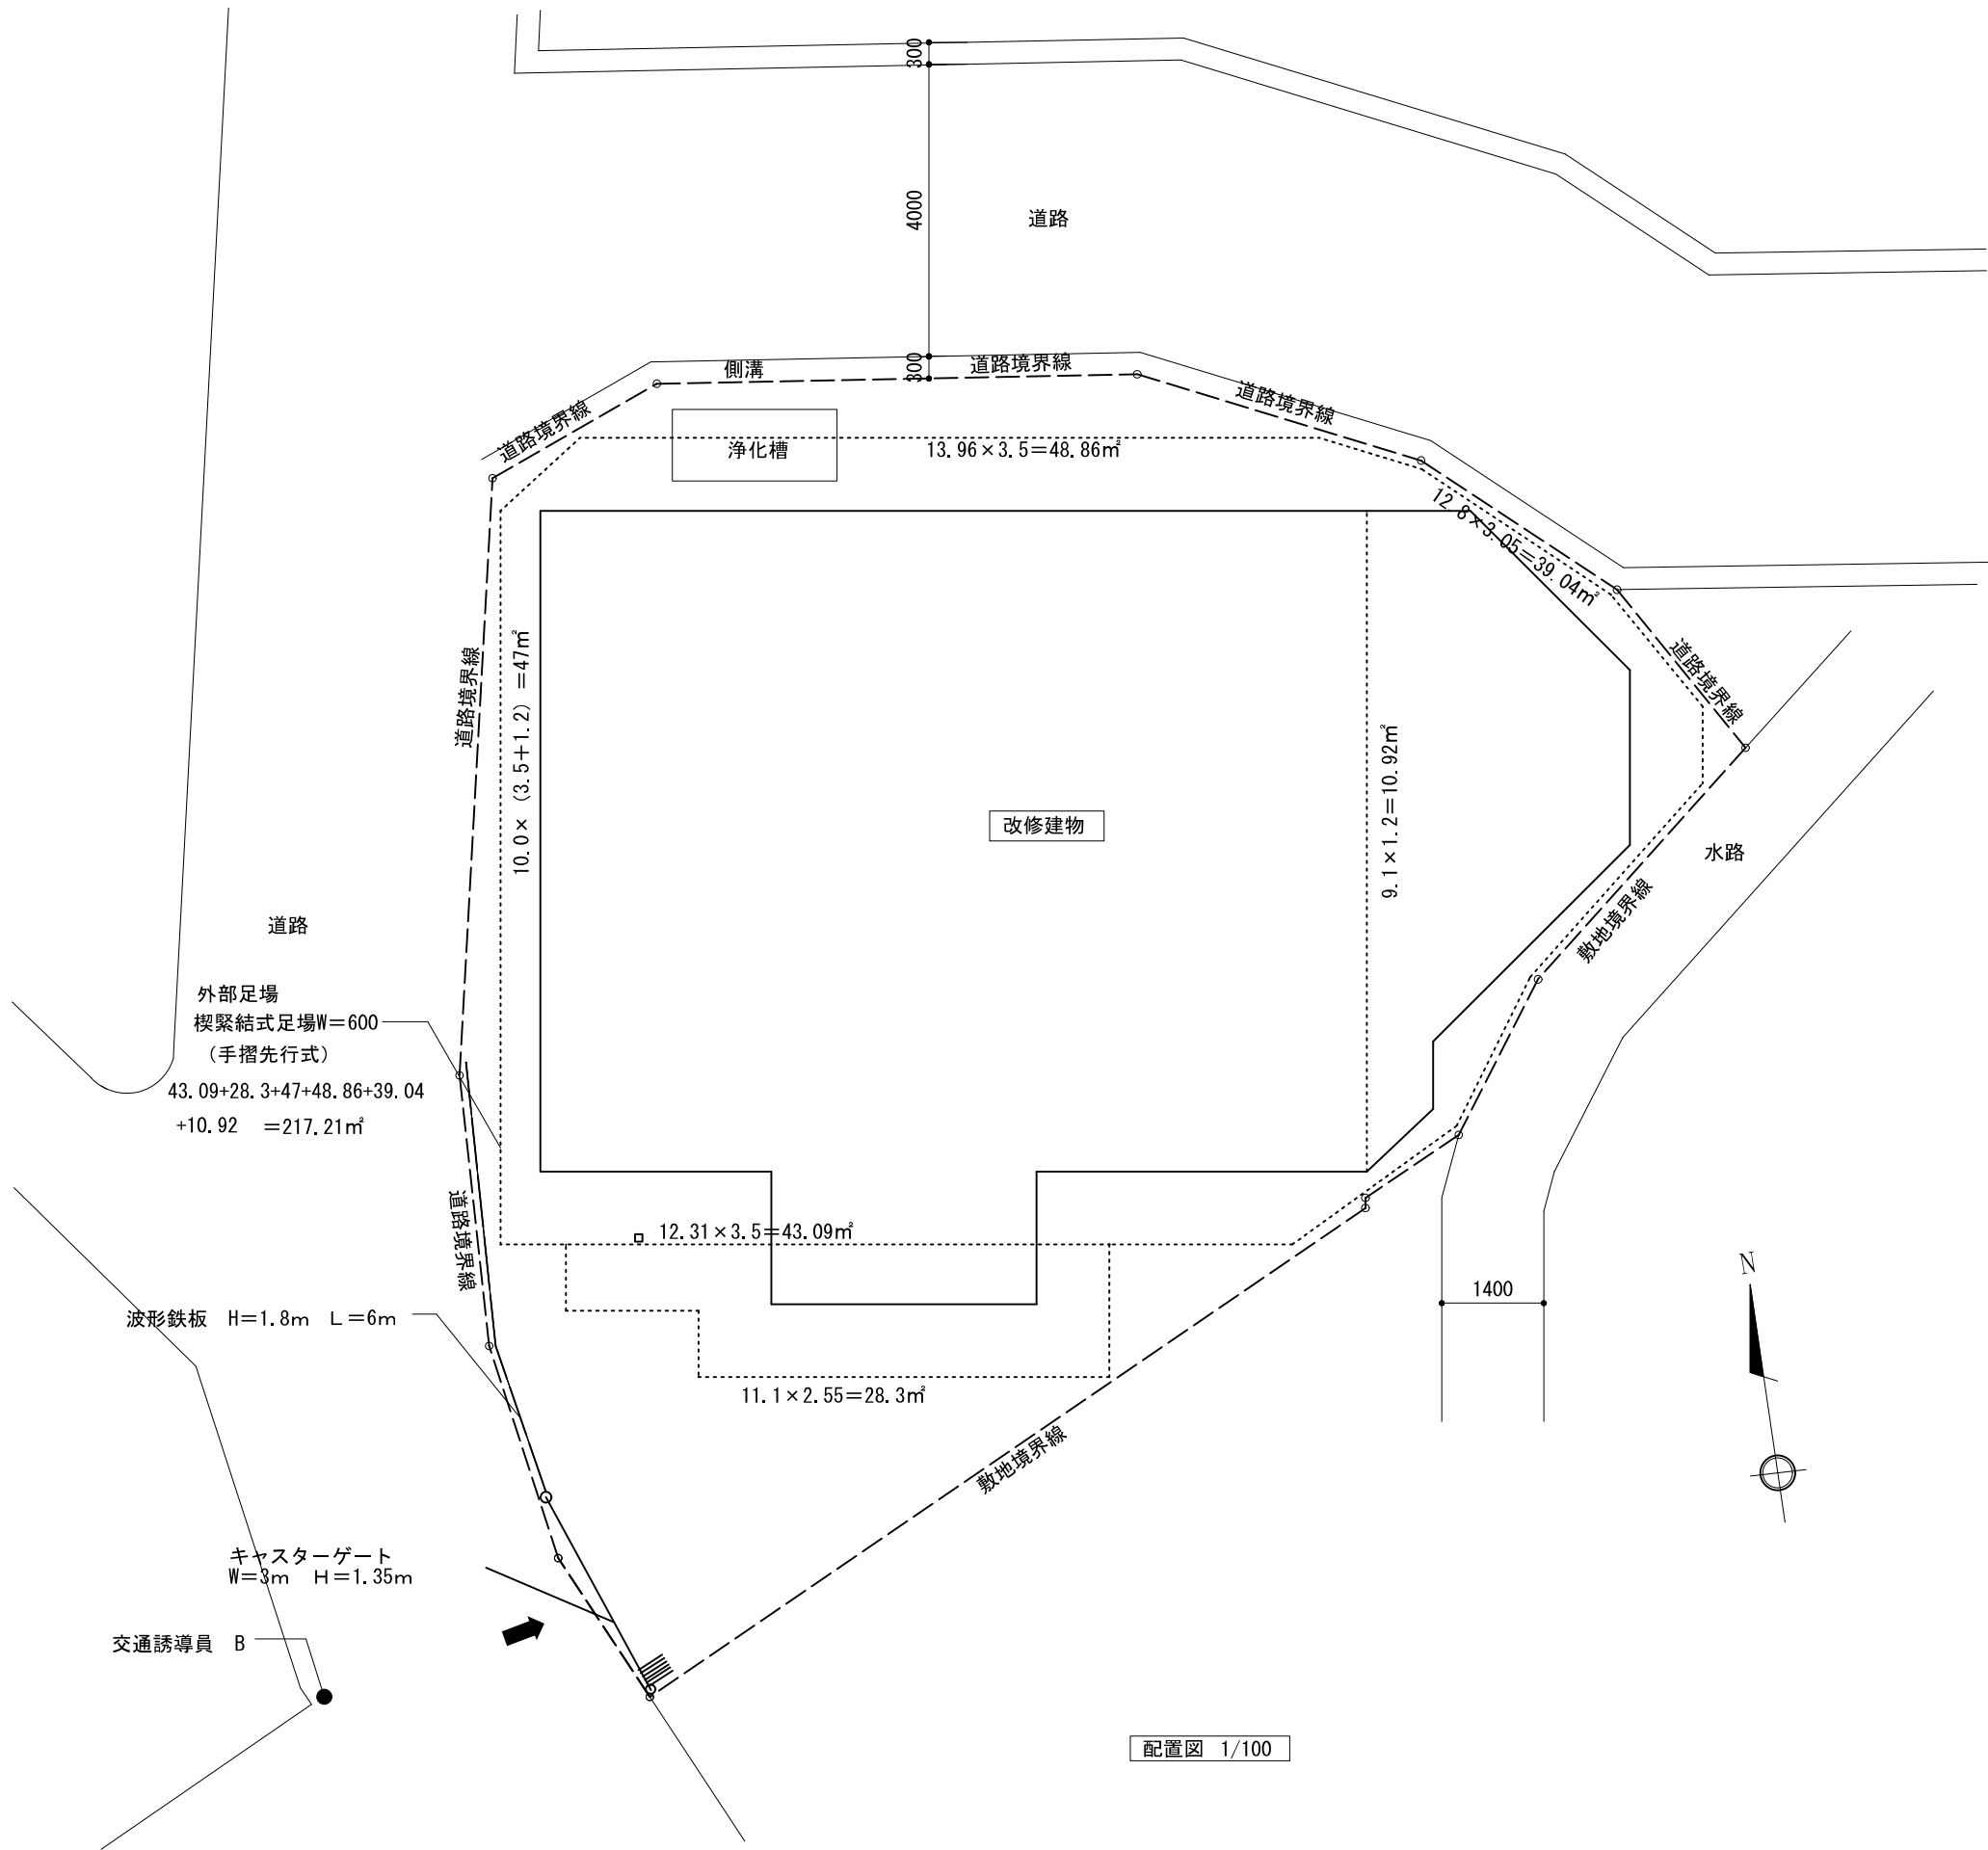 300
4000
道路
300
側溝
道路境界線
道路境界線
道路境界線
浄化槽
13.96×3.5=48.86㎡
12.8×3.05=39.04㎡
道路境界線
10.0×(3.5+1.2)=47㎡
道路境界線
9.1×1.2=10.92㎡
改修建物
水路
敷地境界線
道路
外部足場
楔緊結式足場W=600
(手摺先行式)
43.09+28.3+47+48.86+39.04
+10.92 =217.21㎡
道路境界線
12.31×3.5=43.09㎡
N
1400
波形鉄板 H=1.8m L=6m
11.1×2.55=28.3㎡
敷地境界線
キャスターゲート
W=3m H=1.35m
交通誘導員 B
配置図 1/100